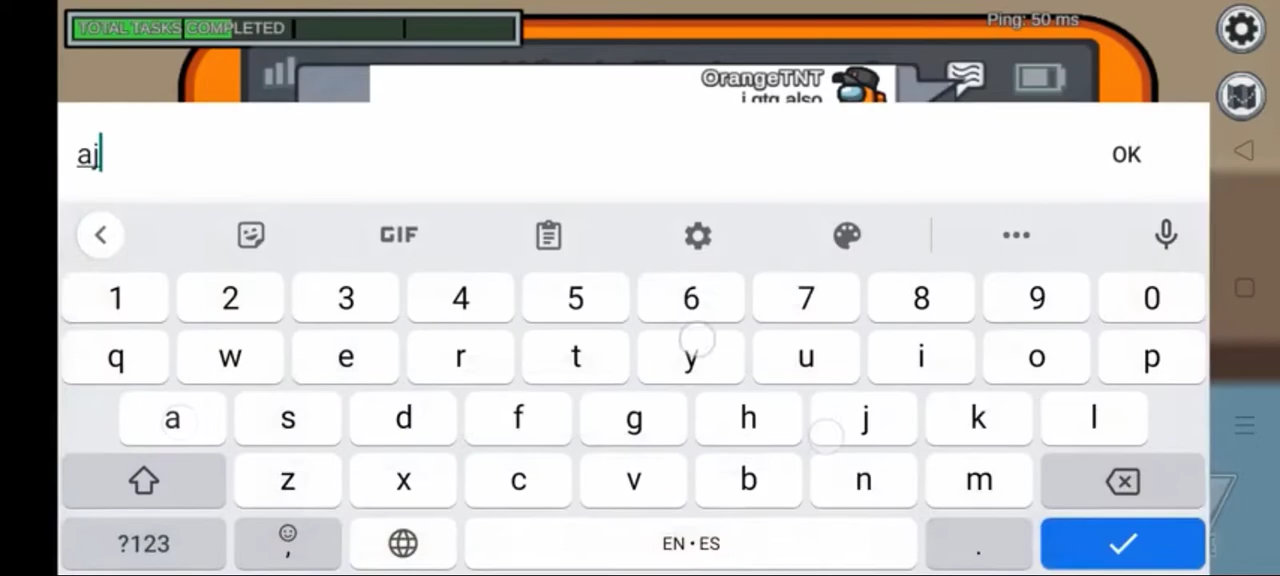 TOTAL TASKS COMPLETED
Ping: 50 ms
OrangeTNT
i gtg also
aj
OK
GIF
1 2 3 4 5 6 7 8 9 0
q w e r t y u i o p
a s d f g h j k l
z x c v b n m
?123 , EN • ES .